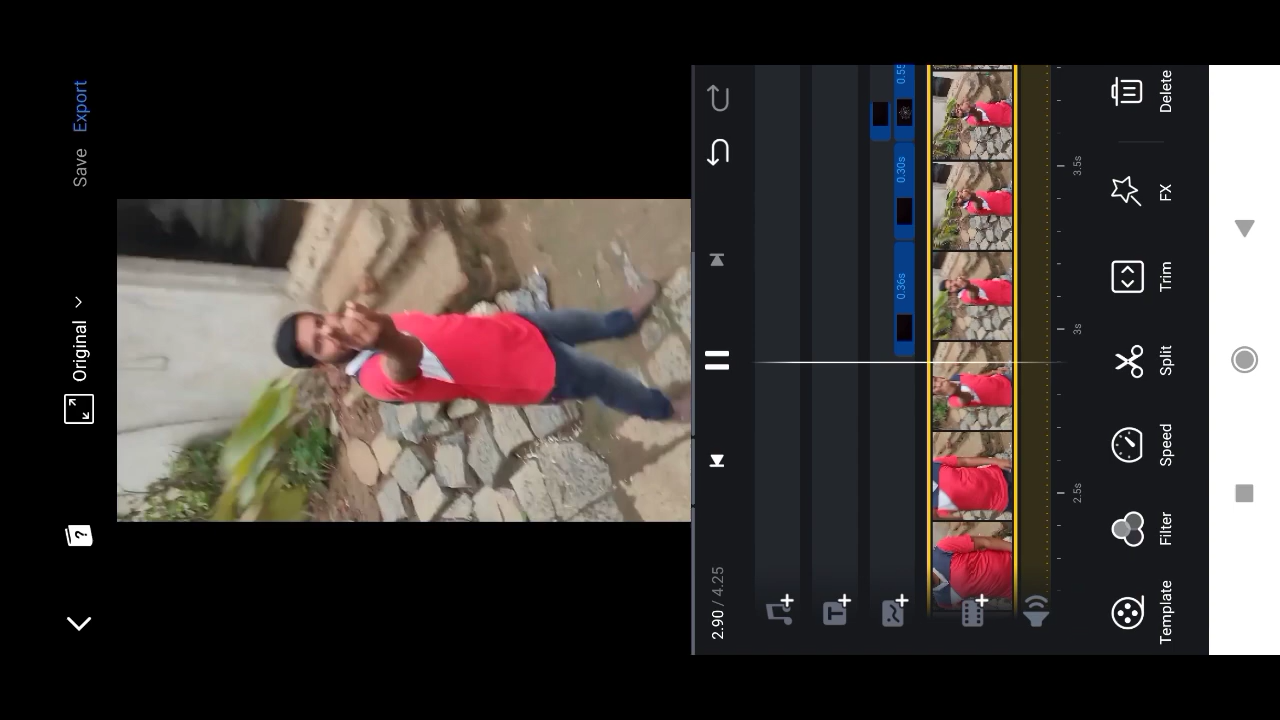 Original
Save
Export
2.90 / 4.25
0.36s
0.30s
0.55
2.5s
3s
3.5s
Template
Filter
Speed
Split
Trim
FX
Delete